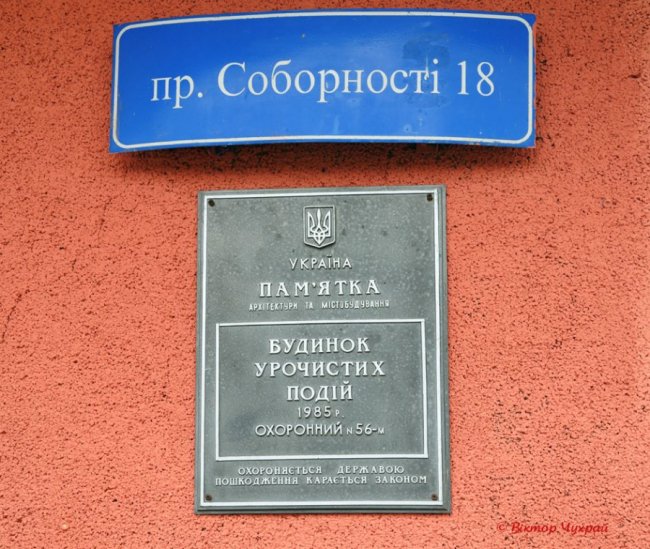 пр. Соборності 18
УКРАЇНА
ПАМ'ЯТКА
АРХІТЕКТУРИ ТА МІСТОБУДУВАННЯ
БУДИНОК
УРОЧИСТИХ
ПОДІЙ
1985 р.
ОХОРОННИЙ N 56-м
ОХОРОНЯЄТЬСЯ ДЕРЖАВОЮ
ПОШКОДЖЕННЯ КАРАЄТЬСЯ ЗАКОНОМ
© Віктор Чухрай